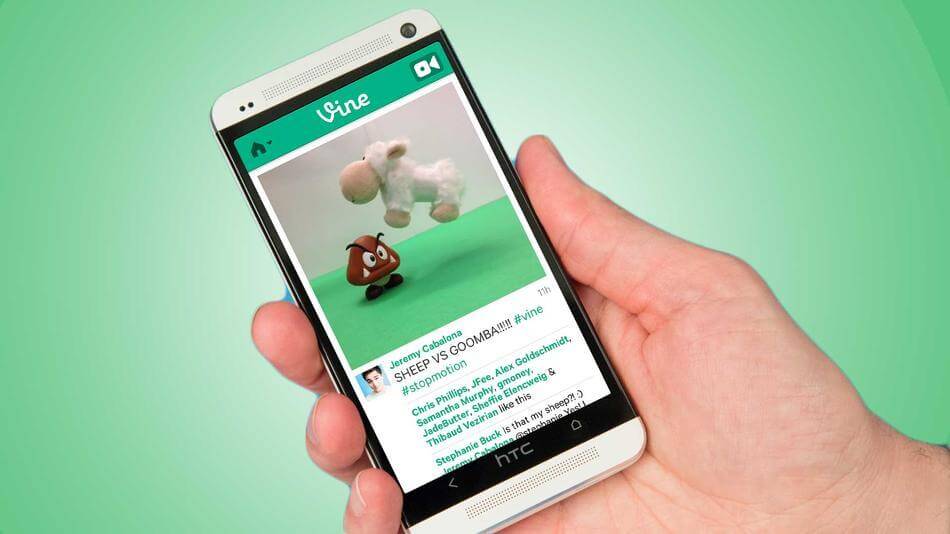 Vine
11h
Jeremy Cabalona
SHEEP VS GOOMBA!!!!! #vine
#stopmotion
Chris Phillips, JFee, Alex Goldschmidt,
Samantha Murphy, gmoney,
JadeButter, Sheffie Elencweig &
Thibaud Vezirian like this
Stephanie Buck is that my sheep?! :)
Jeremy Cabalona @stephanie Yes! I
hTC